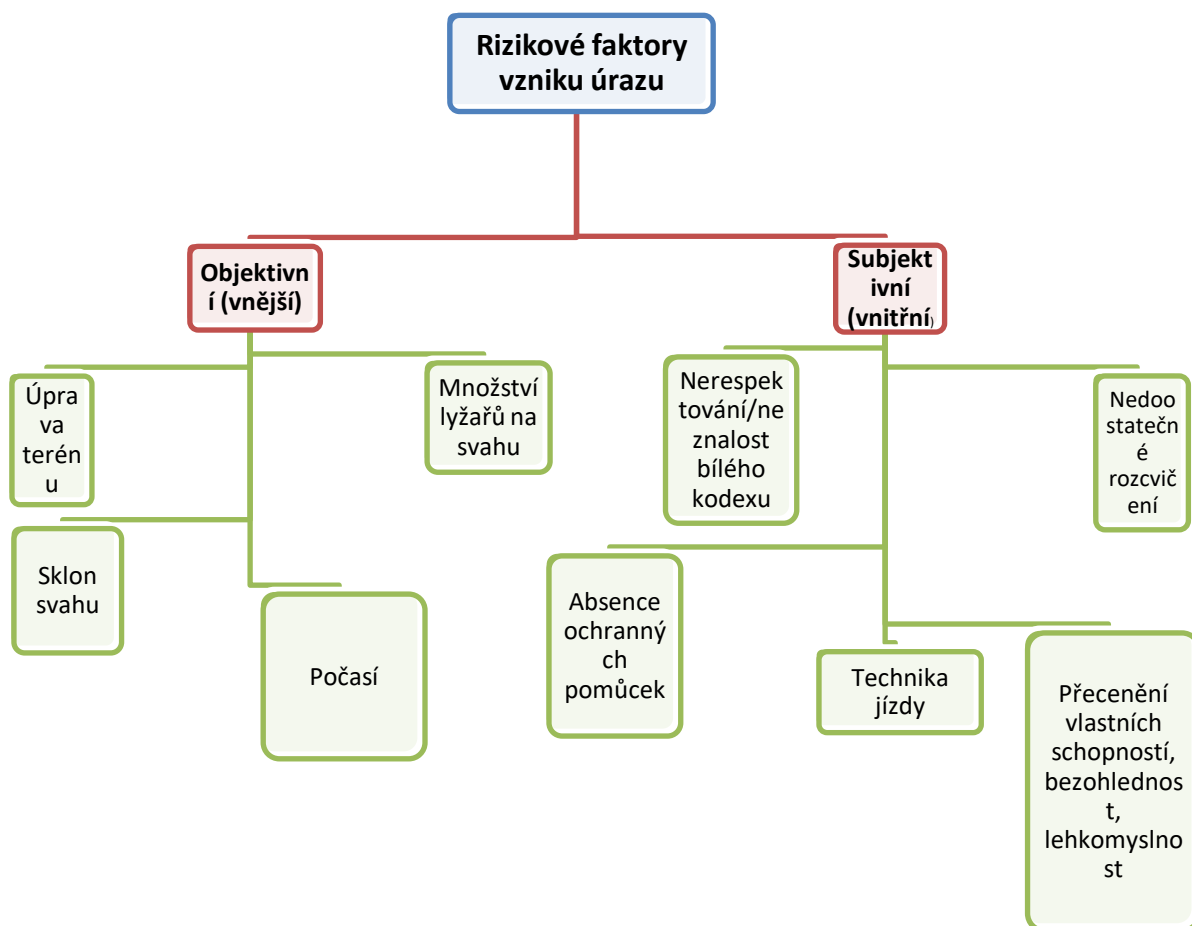 Rizikové faktory
vzniku úrazu
Objektivn
í (vnější)
Subjekt
ivní
(vnitřní)
Úpra
va
terén
u
Množství
lyžařů na
svahu
Sklon
svahu
Počasí
Nerespek
tování/ne
znalost
bílého
kodexu
Nedoo
statečn
é
rozcvič
ení
Absence
ochranný
ch
pomůcek
Technika
jízdy
Přecenění
vlastních
schopností,
bezohlednos
t,
lehkomyslno
st